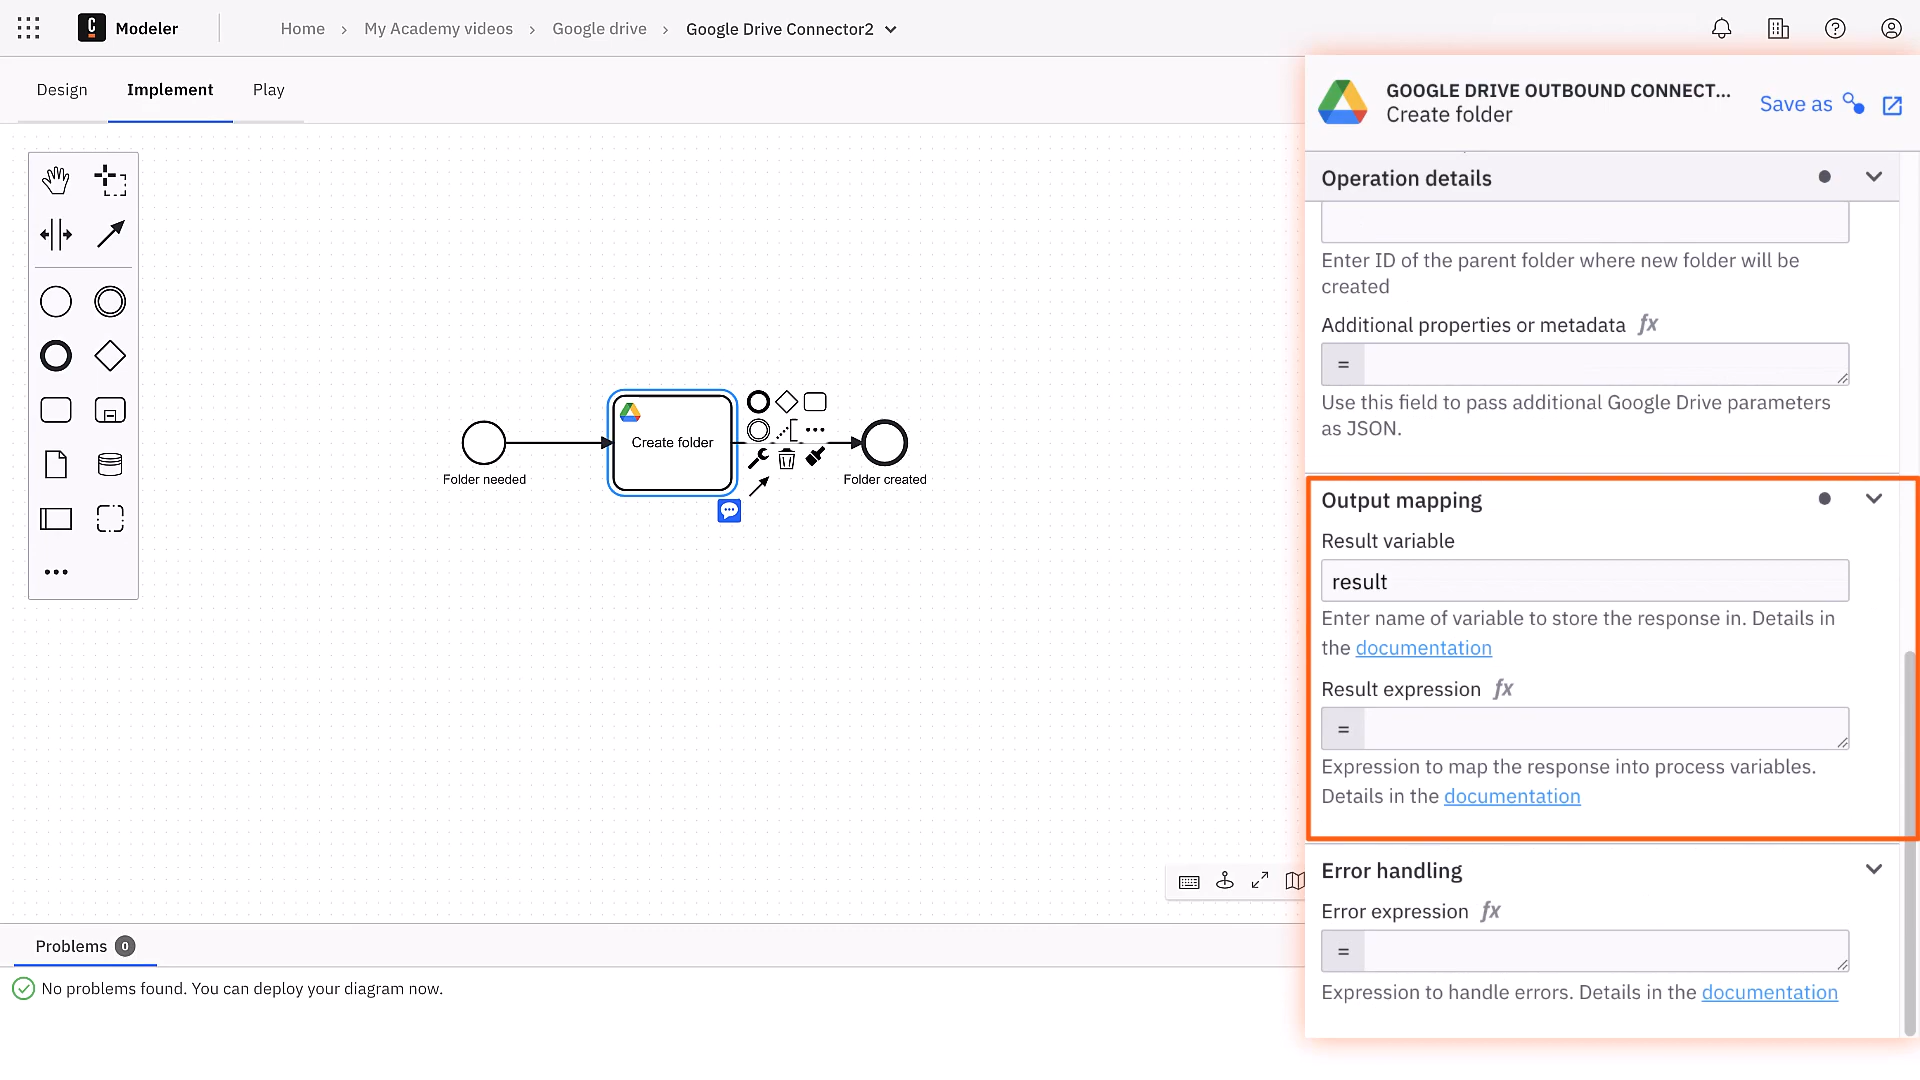 Modeler
Home
My Academy videos
Google drive
Google Drive Connector2
Design
Implement
Play
Folder needed
Create folder
Folder created
Problems 0
No problems found. You can deploy your diagram now.
GOOGLE DRIVE OUTBOUND CONNECT...
Create folder
Save as
Operation details
Enter ID of the parent folder where new folder will be
created
Additional properties or metadata fx
=
Use this field to pass additional Google Drive parameters
as JSON.
Output mapping
Result variable
result
Enter name of variable to store the response in. Details in
the documentation
Result expression fx
=
Expression to map the response into process variables.
Details in the documentation
Error handling
Error expression fx
=
Expression to handle errors. Details in the documentation